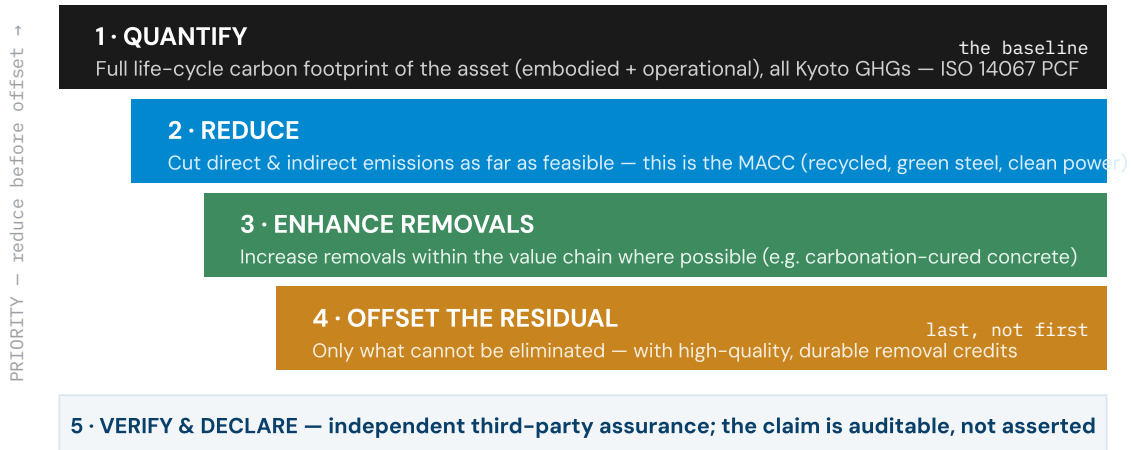 PRIORITY — reduce before offset →
1 · QUANTIFY
the baseline
Full life-cycle carbon footprint of the asset (embodied + operational), all Kyoto GHGs — ISO 14067 PCF
2 · REDUCE
Cut direct & indirect emissions as far as feasible — this is the MACC (recycled, green steel, clean power)
3 · ENHANCE REMOVALS
Increase removals within the value chain where possible (e.g. carbonation-cured concrete)
4 · OFFSET THE RESIDUAL
last, not first
Only what cannot be eliminated — with high-quality, durable removal credits
5 · VERIFY & DECLARE — independent third-party assurance; the claim is auditable, not asserted